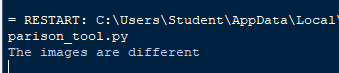 = RESTART: C:\Users\Student\AppData\Local\
parison_tool.py
The images are different